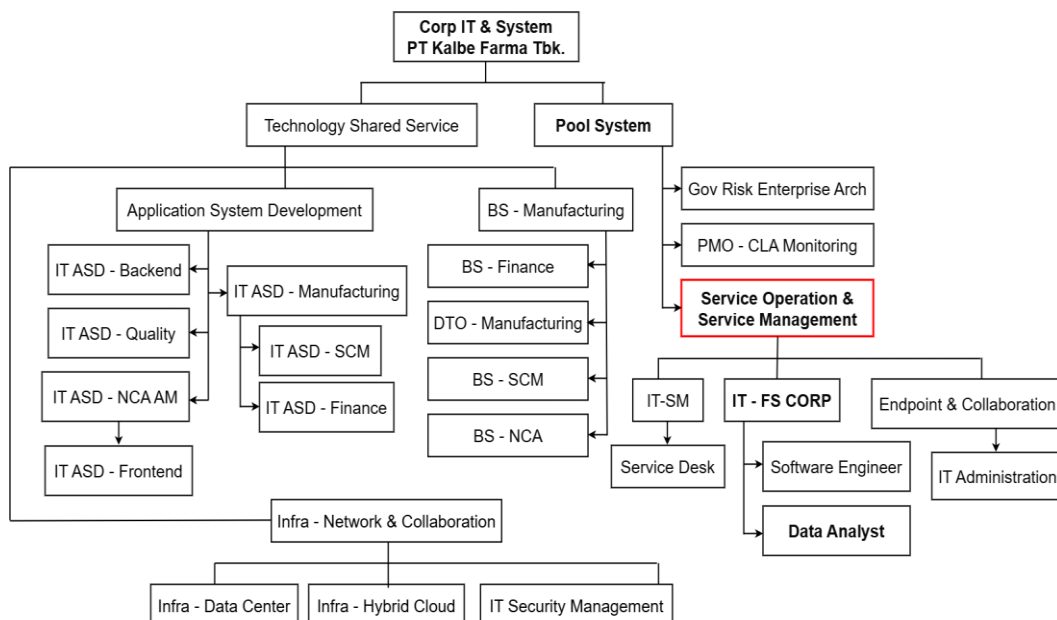 Corp IT & System
PT Kalbe Farma Tbk.
Technology Shared Service
Pool System
Gov Risk Enterprise Arch
Application System Development
BS - Manufacturing
PMO - CLA Monitoring
IT ASD - Backend
BS - Finance
IT ASD - Manufacturing
Service Operation &
Service Management
IT ASD - Quality
DTO - Manufacturing
IT ASD - SCM
BS - SCM
IT ASD - NCA AM
IT-SM
IT - FS CORP
Endpoint & Collaboration
IT ASD - Finance
BS - NCA
IT ASD - Frontend
Service Desk
Software Engineer
IT Administration
Infra - Network & Collaboration
Data Analyst
Infra - Data Center
Infra - Hybrid Cloud
IT Security Management